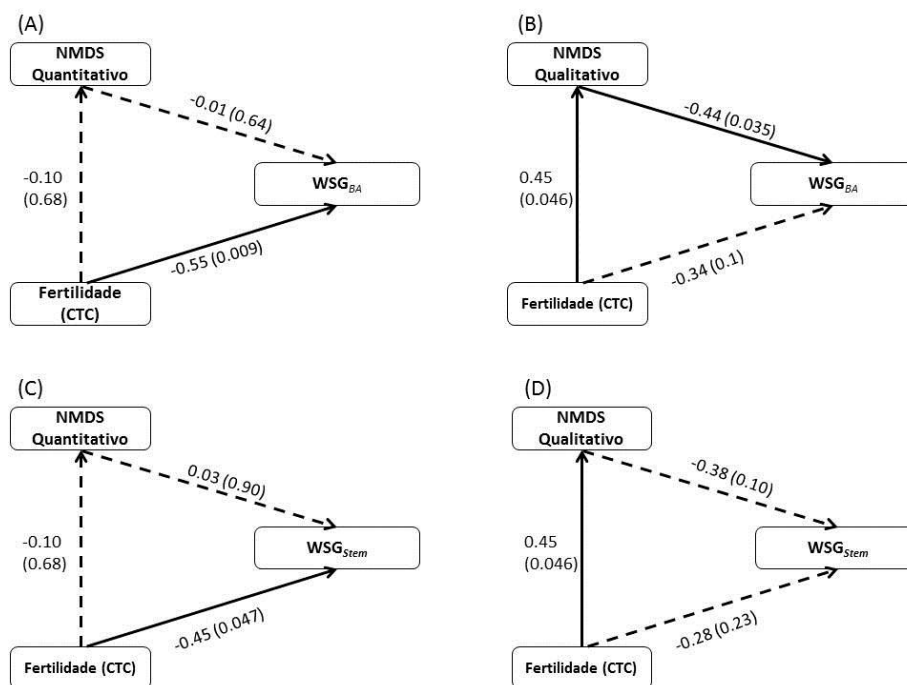 (A)
NMDS
Quantitativo
-0.01 (0.64)
-0.10
(0.68)
WSGBA
-0.55 (0.009)
Fertilidade
(CTC)
(B)
NMDS
Qualitativo
-0.44 (0.035)
0.45
(0.046)
WSGBA
-0.34 (0.1)
Fertilidade (CTC)
(C)
NMDS
Quantitativo
0.03 (0.90)
-0.10
(0.68)
WSGStem
-0.45 (0.047)
Fertilidade (CTC)
(D)
NMDS
Qualitativo
-0.38 (0.10)
0.45
(0.046)
WSGStem
-0.28 (0.23)
Fertilidade (CTC)